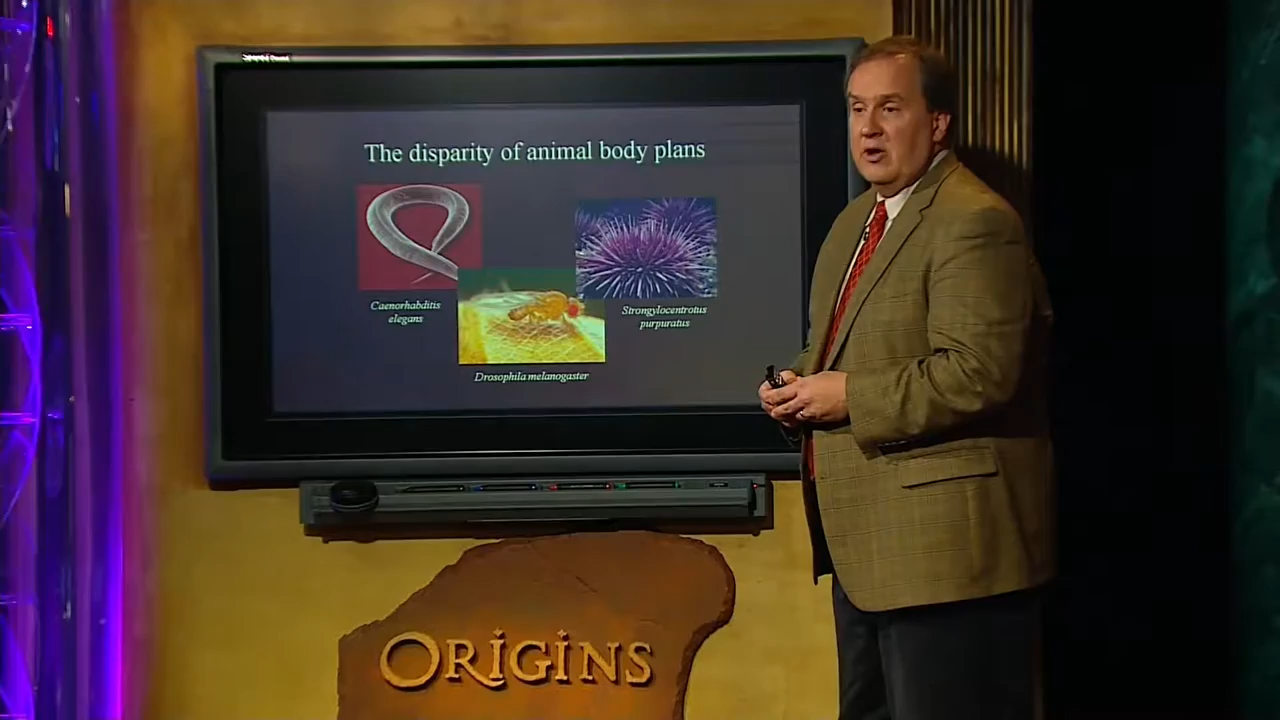 The disparity of animal body plans
Caenorhabditis
elegans
Strongylocentrotus
purpuratus
Drosophila melanogaster
ORIGINS